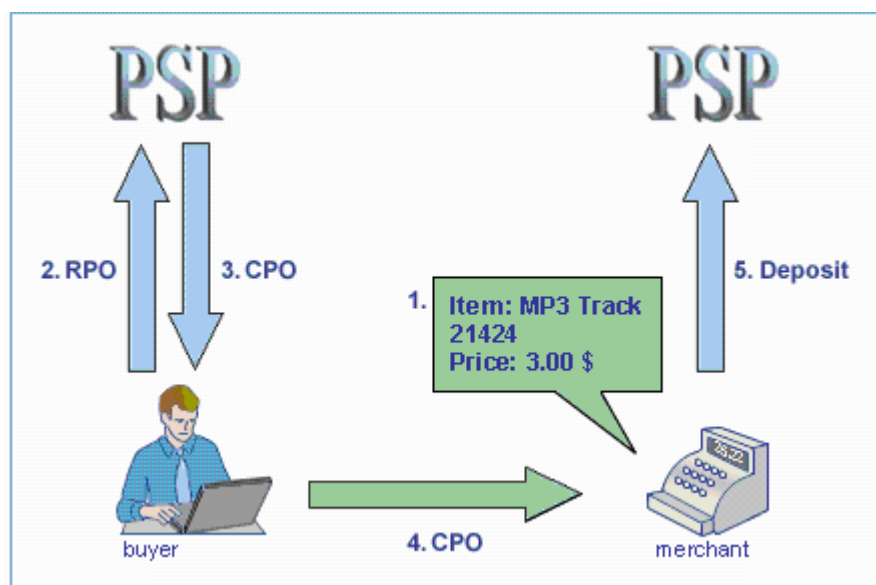 PSP
PSP
2. RPO
3. CPO
1.
Item: MP3 Track
21424
Price: 3.00 $
5. Deposit
buyer
4. CPO
merchant